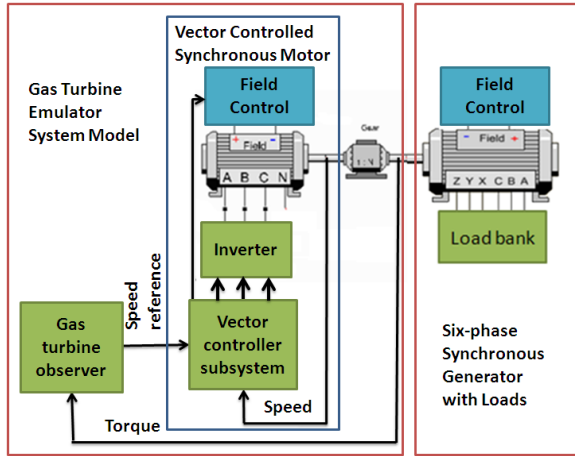 Vector Controlled
Synchronous Motor
Gas Turbine
Emulator
System Model
Field
Control
Field
Control
Gear
+ Field -
- Field +
1 : N
A B C N
Z Y X C B A
Inverter
Load bank
Speed
reference
Gas
turbine
observer
Vector
controller
subsystem
Six-phase
Synchronous
Generator
with Loads
Speed
Torque